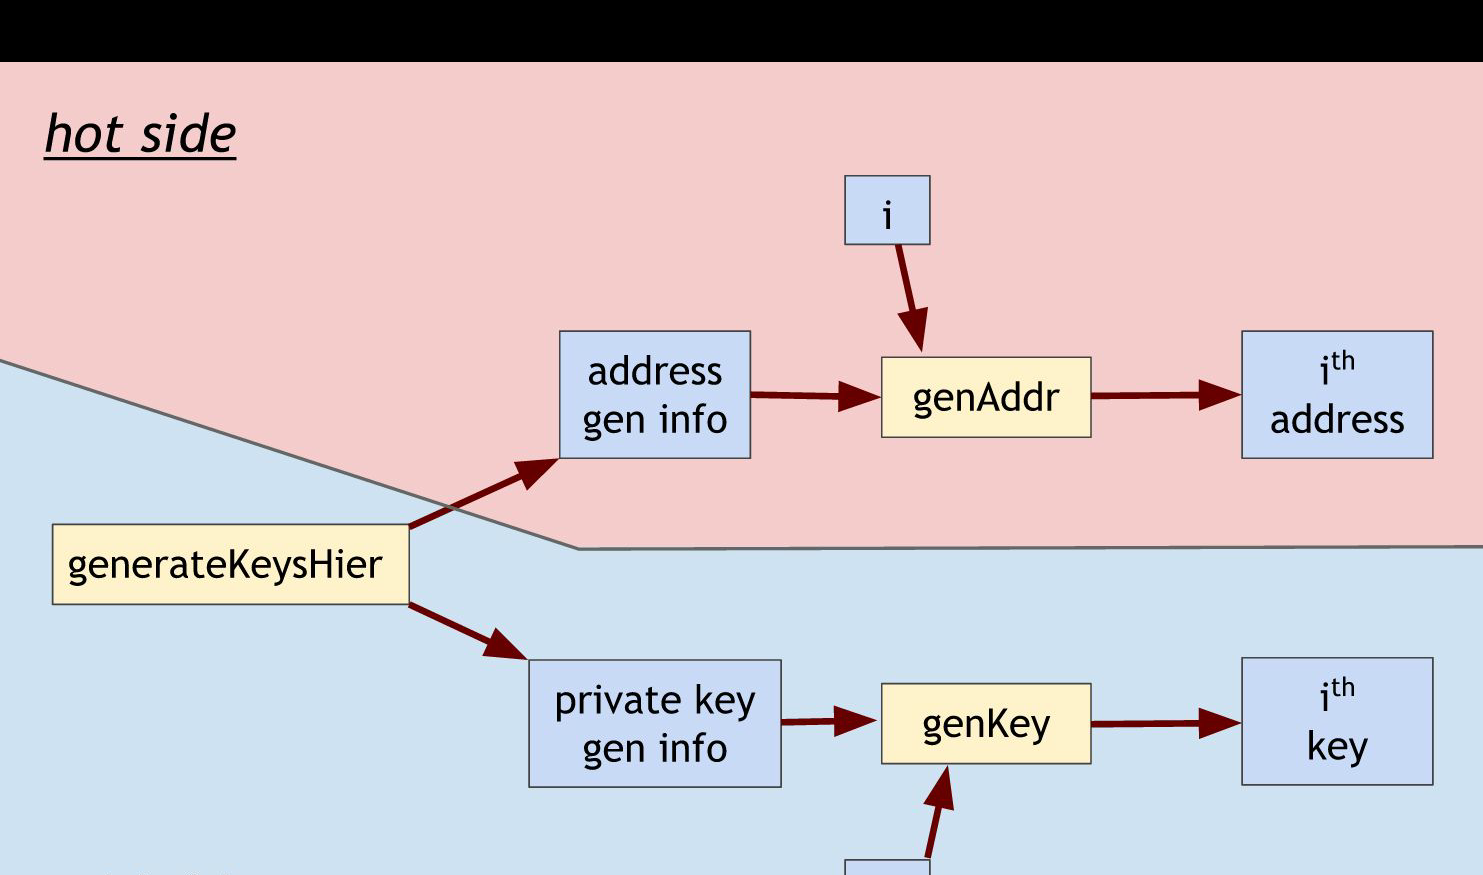 hot side
i
address
gen info
genAddr
iᵗʰ
address
generateKeysHier
private key
gen info
genKey
iᵗʰ
key